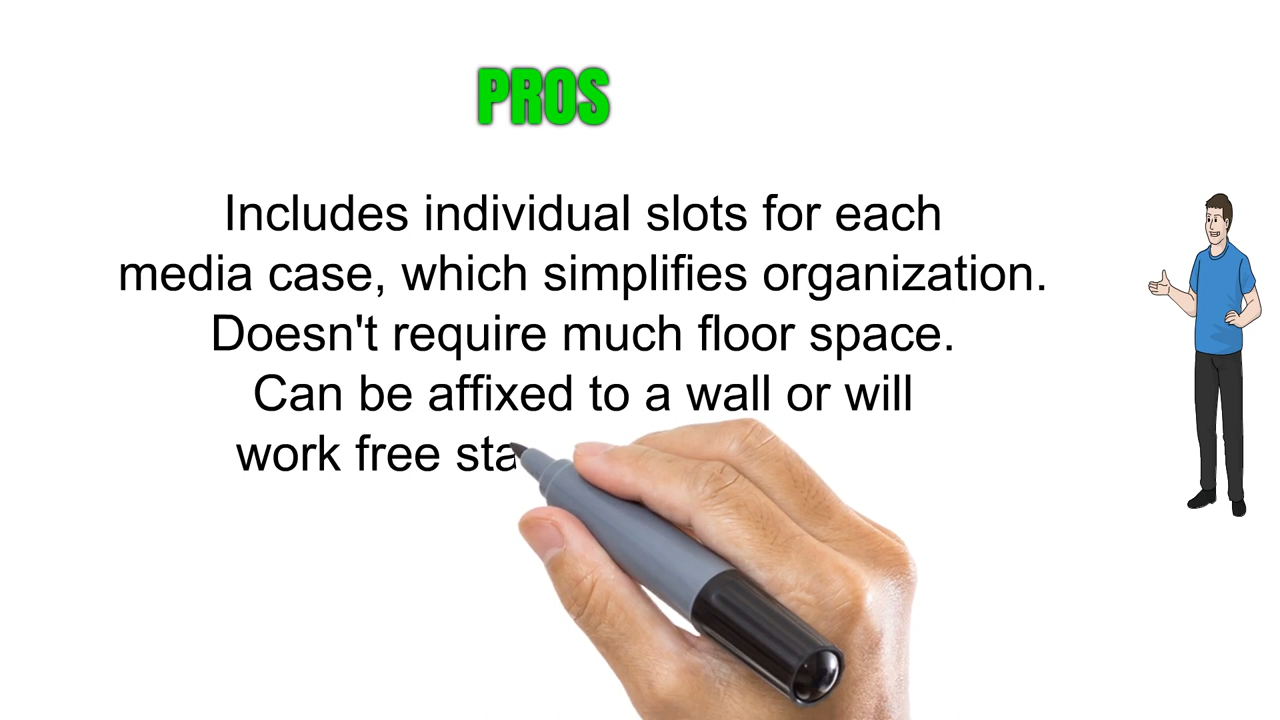 PROS
Includes individual slots for each
media case, which simplifies organization.
Doesn't require much floor space.
Can be affixed to a wall or will
work free sta